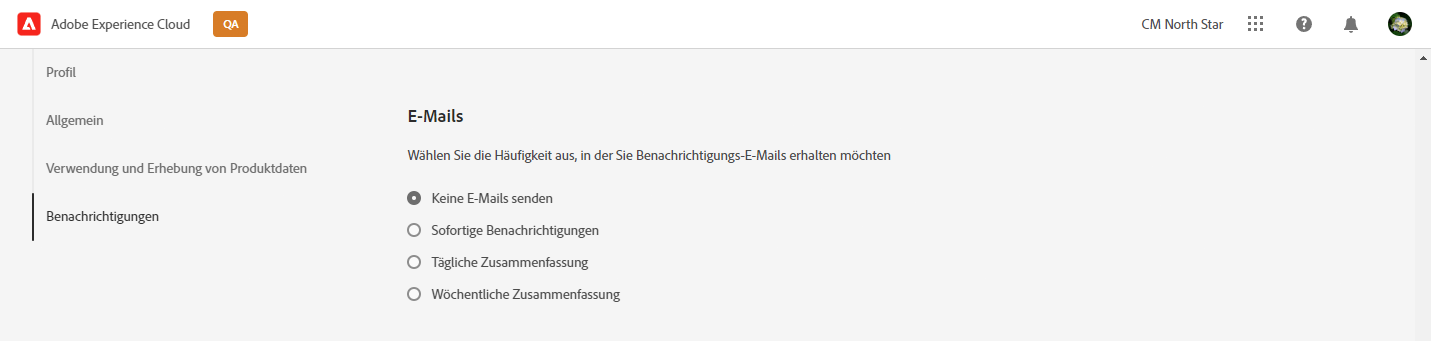 Adobe Experience Cloud
QA
CM North Star
Profil
Allgemein
Verwendung und Erhebung von Produktdaten
Benachrichtigungen
E-Mails
Wählen Sie die Häufigkeit aus, in der Sie Benachrichtigungs-E-Mails erhalten möchten
Keine E-Mails senden
Sofortige Benachrichtigungen
Tägliche Zusammenfassung
Wöchentliche Zusammenfassung